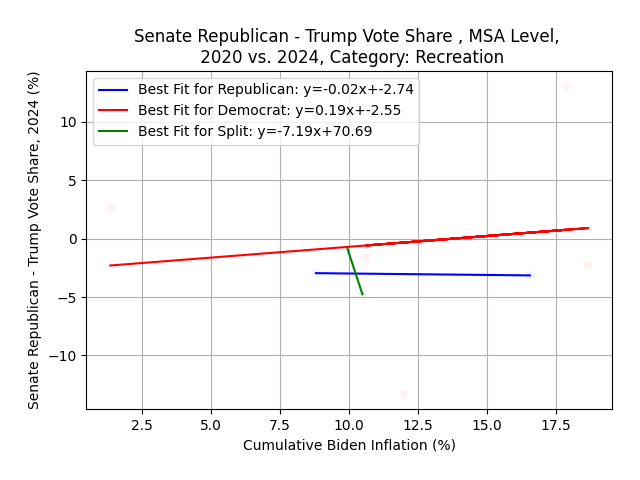 Senate Republican - Trump Vote Share , MSA Level,
2020 vs. 2024, Category: Recreation
Best Fit for Republican: y=-0.02x+-2.74
Best Fit for Democrat: y=0.19x+-2.55
Best Fit for Split: y=-7.19x+70.69
Senate Republican - Trump Vote Share, 2024 (%)
10
5
0
−5
−10
2.5 5.0 7.5 10.0 12.5 15.0 17.5
Cumulative Biden Inflation (%)